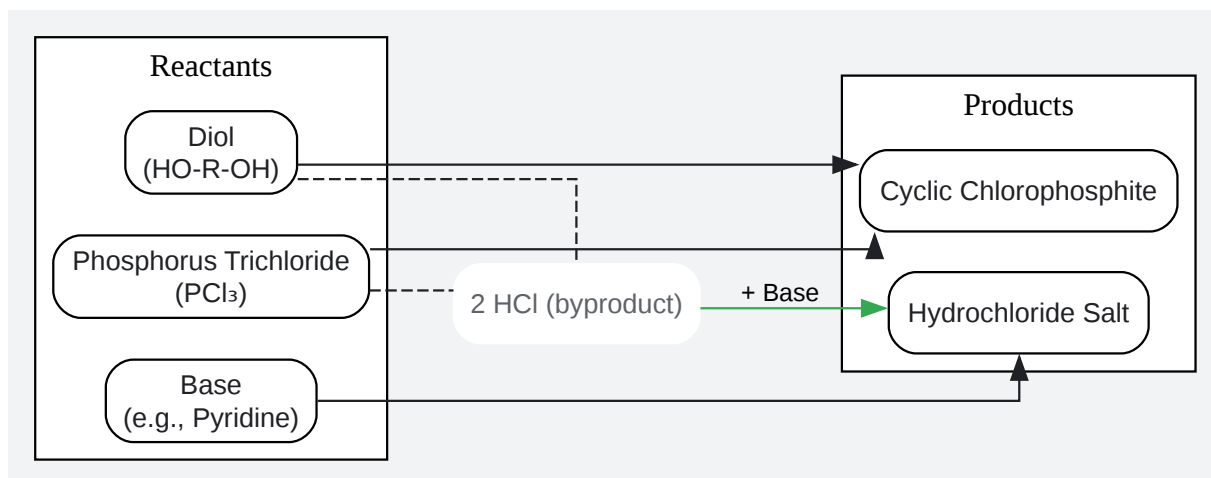 Reactants
Diol
(HO-R-OH)
Phosphorus Trichloride
(PCl₃)
Base
(e.g., Pyridine)
2 HCl (byproduct)
+ Base
Products
Cyclic Chlorophosphite
Hydrochloride Salt